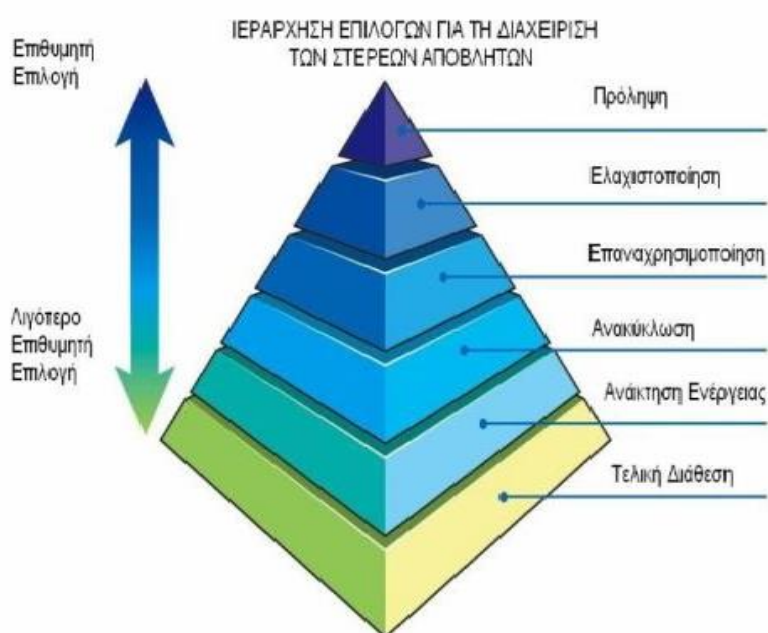 ΙΕΡΑΡΧΗΣΗ ΕΠΙΛΟΓΩΝ ΓΙΑ ΤΗ ΔΙΑΧΕΙΡΙΣΗ
ΤΩΝ ΣΤΕΡΕΩΝ ΑΠΟΒΛΗΤΩΝ
Επιθυμητή
Επιλογή
Πρόληψη
Ελαχιστοποίηση
Επαναχρησιμοποίηση
Λιγότερο
Επιθυμητή
Επιλογή
Ανακύκλωση
Ανάκτηση Ενέργειας
Τελική Διάθεση